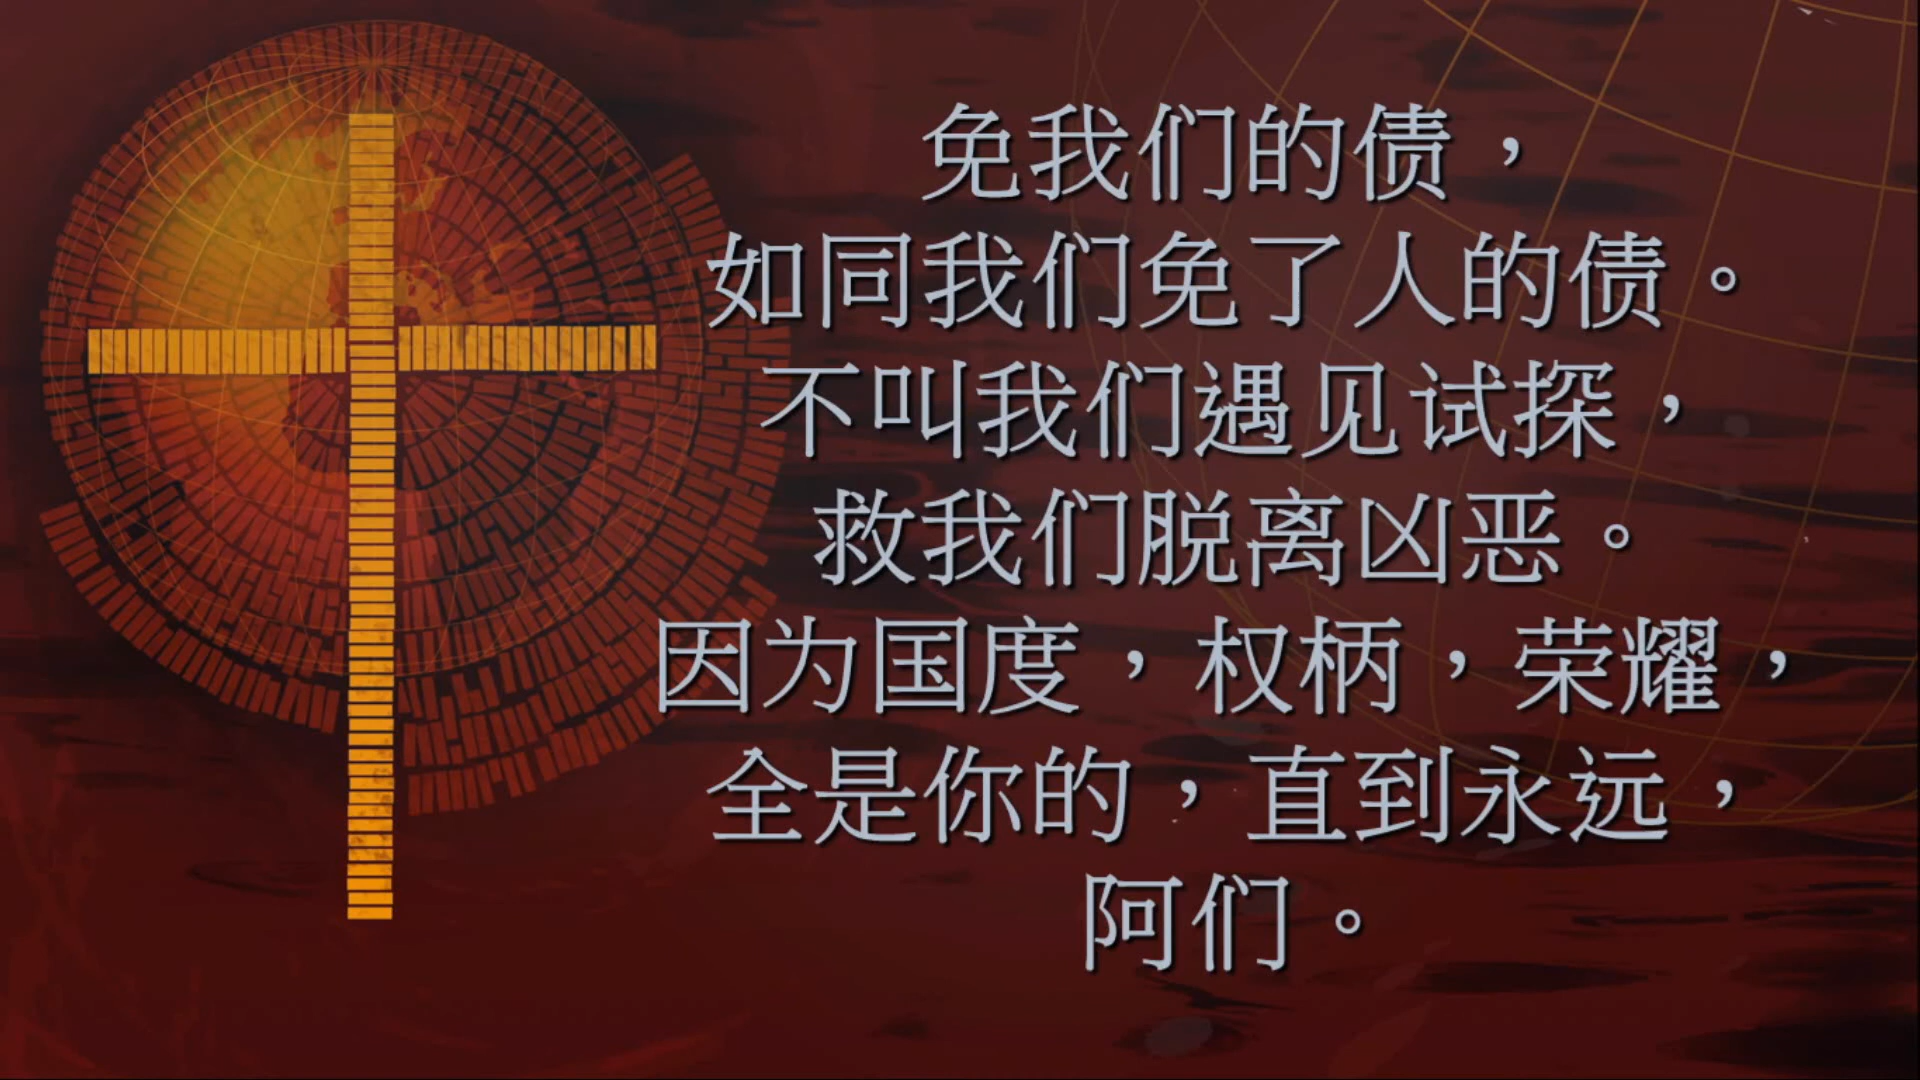 免我们的债，
如同我们免了人的债。
不叫我们遇见试探，
救我们脱离凶恶。
因为国度，权柄，荣耀，
全是你的，直到永远，
阿们。